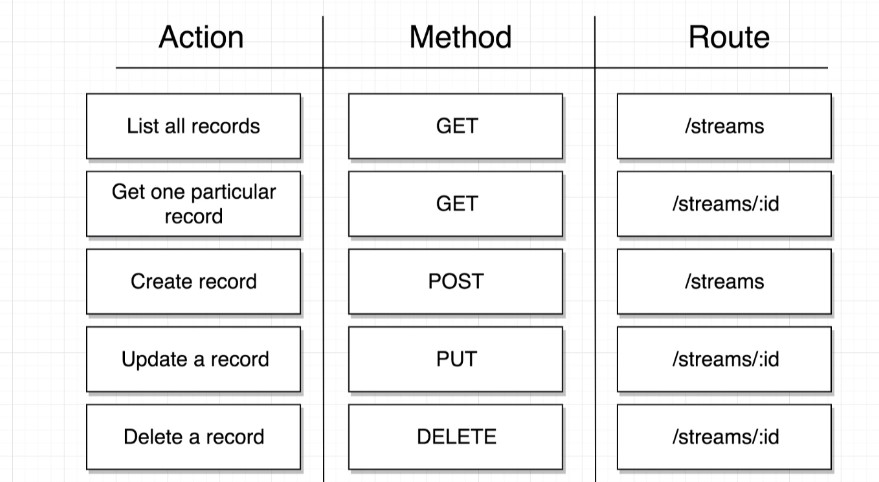 Action Method Route
List all records GET /streams
Get one particular
record GET /streams/:id
Create record POST /streams
Update a record PUT /streams/:id
Delete a record DELETE /streams/:id